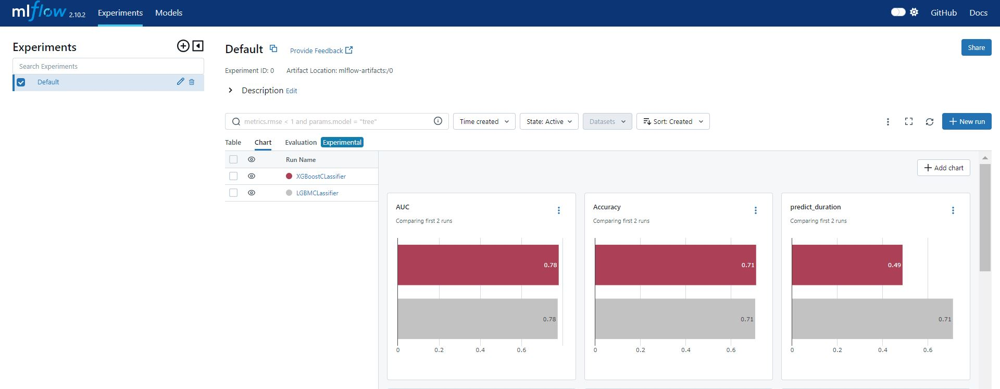 mlflow 2.10.2 Experiments Models GitHub Docs
Experiments
Search Experiments
Default
Default Provide Feedback Share
Experiment ID: 0 Artifact Location: mlflow-artifacts:/0
Description Edit
metrics.rmse < 1 and params.model = "tree" Time created State: Active Datasets Sort: Created New run
Table Chart Evaluation Experimental
Run Name
XGBoostCLassifier
LGBMCLassifier
Add chart
AUC
Comparing first 2 runs
0.78
0.78
0 0.2 0.4 0.6
Accuracy
Comparing first 2 runs
0.71
0.71
0 0.2 0.4 0.6
predict_duration
Comparing first 2 runs
0.49
0.71
0 0.2 0.4 0.6